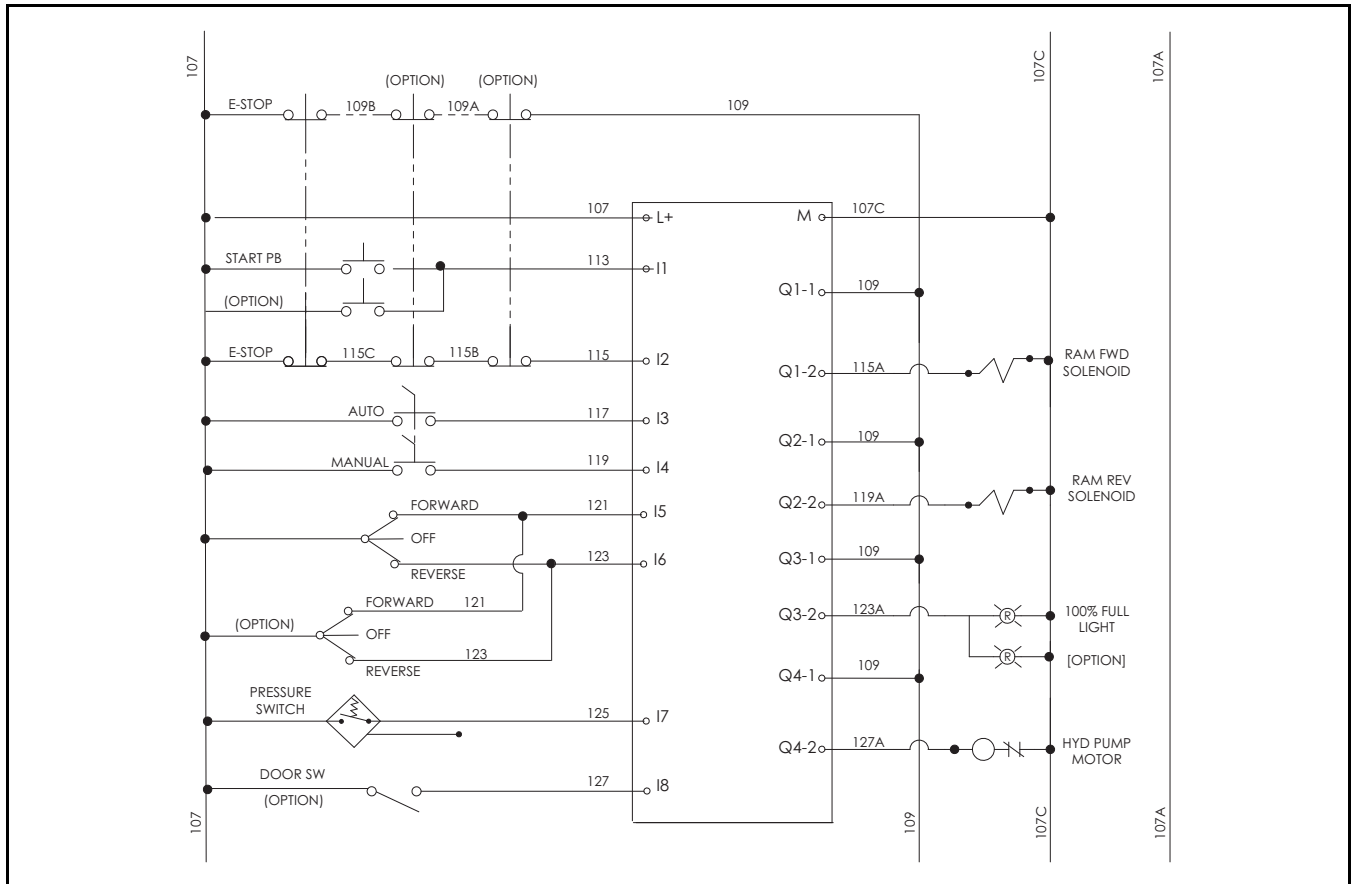 107
107C
107A
(OPTION)
(OPTION)
E-STOP
109B
109A
109
107
L+
M
107C
START PB
113
I1
Q1-1
109
(OPTION)
E-STOP
115C
115B
115
I2
Q1-2
115A
RAM FWD
SOLENOID
AUTO
117
I3
Q2-1
109
MANUAL
119
I4
Q2-2
119A
RAM REV
SOLENOID
FORWARD
121
I5
OFF
REVERSE
123
I6
Q3-1
109
FORWARD
121
(OPTION)
OFF
REVERSE
123
Q3-2
123A
R
100% FULL
LIGHT
R
[OPTION]
Q4-1
109
PRESSURE
SWITCH
125
I7
Q4-2
127A
HYD PUMP
MOTOR
DOOR SW
(OPTION)
127
I8
107
109
107C
107A